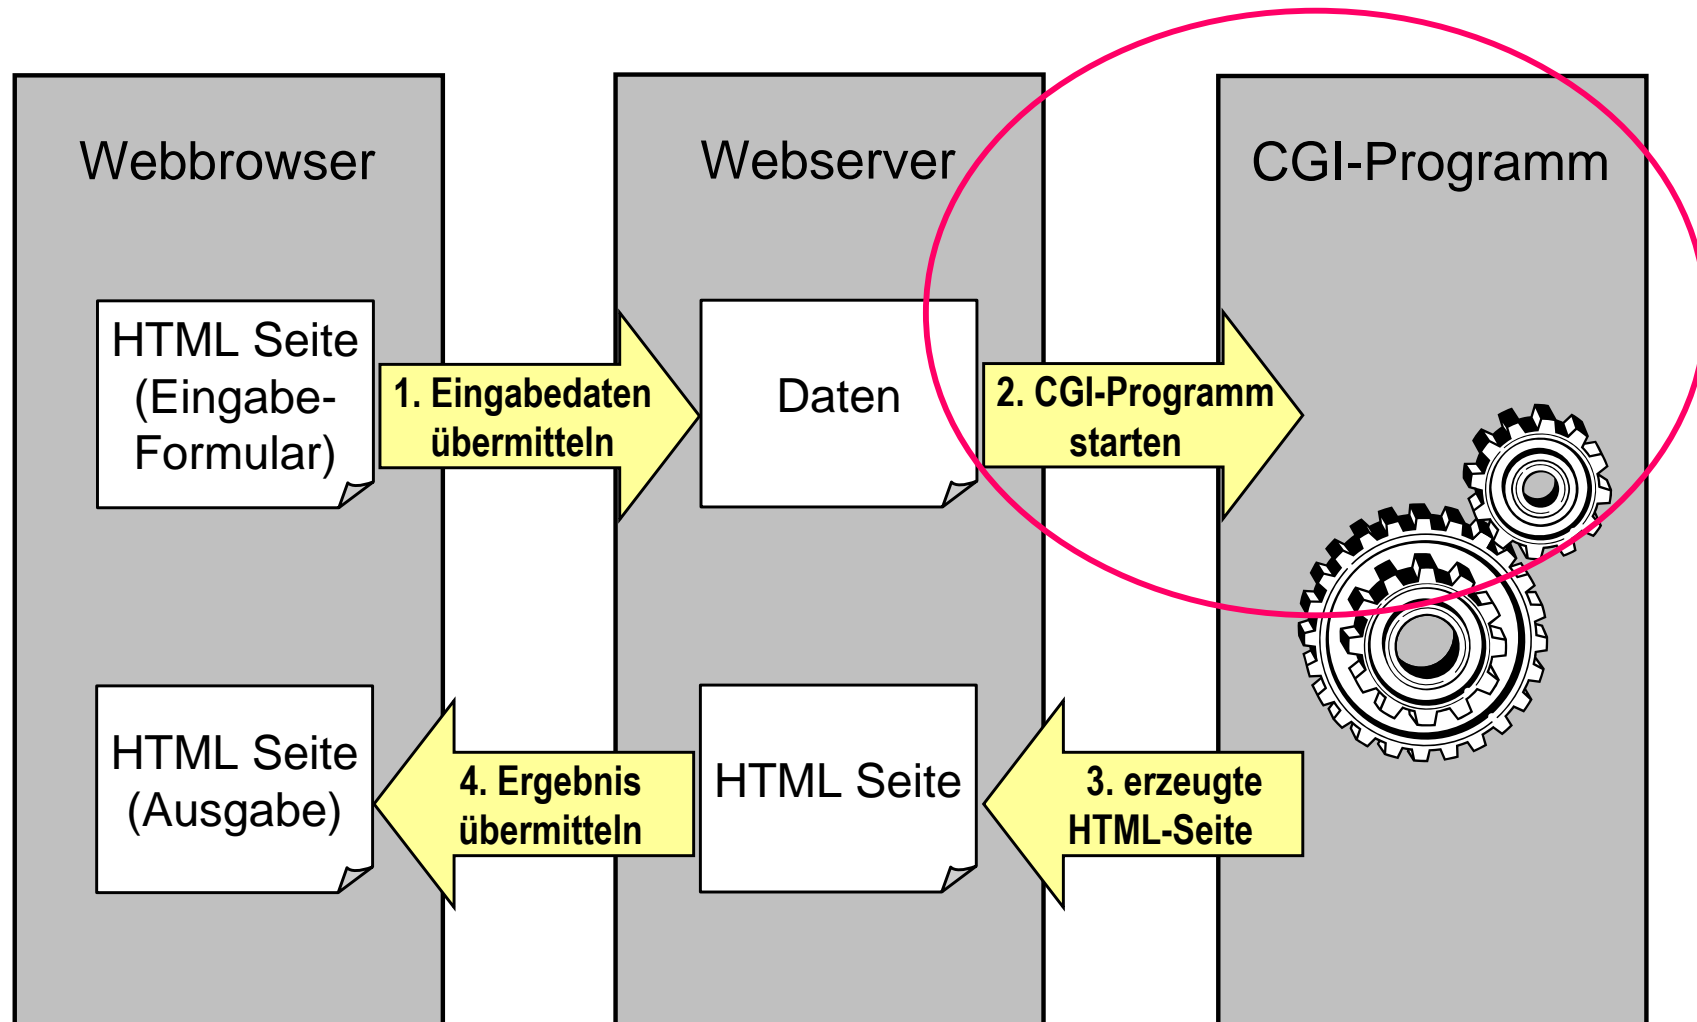 Webbrowser
Webserver
CGI-Programm
HTML Seite
(Eingabe-
Formular)
1. Eingabedaten
übermitteln
Daten
2. CGI-Programm
starten
HTML Seite
(Ausgabe)
4. Ergebnis
übermitteln
HTML Seite
3. erzeugte
HTML-Seite